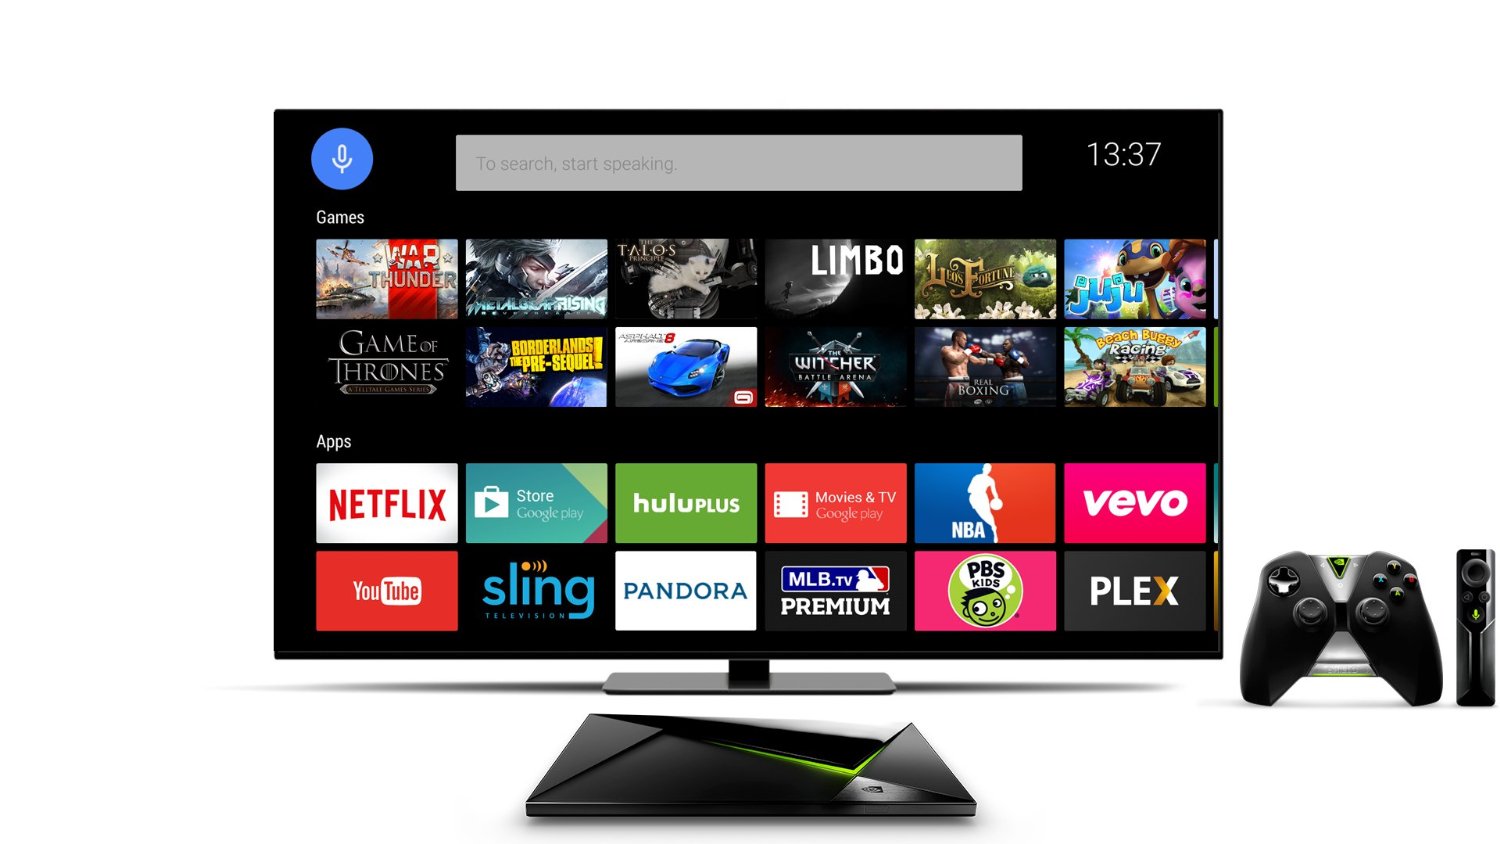 To search, start speaking.
13:37
Games
WAR
THUNDER
METAL GEAR RISING
REVENGEANCE
THE
TALOS
PRINCIPLE
LIMBO
LEO'S FORTUNE
juju
GAME OF
THRONES
A TELLTALE GAMES SERIES
BORDERLANDS
THE PRE-SEQUEL!
ASPHALT 8
AIRBORNE
THE
WITCHER
BATTLE ARENA
REAL
BOXING
Beach Buggy
Racing
Apps
NETFLIX
Store
Google play
huluPLUS
Movies & TV
Google play
NBA
vevo
YouTube
sling
TELEVISION
PANDORA
MLB.TV
PREMIUM
PBS
KIDS
PLEX